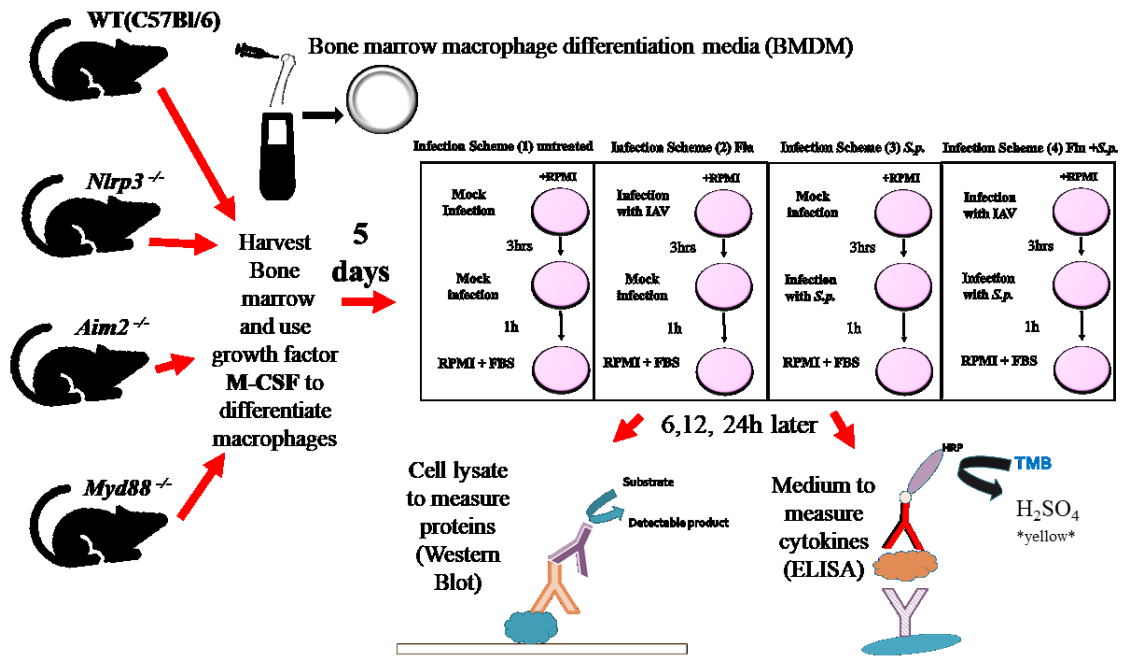 WT(C57Bl/6)
Bone marrow macrophage differentiation media (BMDM)
Nlrp3 -/-
Aim2 -/-
Myd88 -/-
Harvest
Bone
marrow
and use
growth factor
M-CSF to
differentiate
macrophages
5
days
Infection Scheme (1) untreated
Infection Scheme (2) Flu
Infection Scheme (3) S.p.
Infection Scheme (4) Flu +S.p.
+RPMI
Mock
Infection
3hrs
Mock
infection
1h
RPMI + FBS
+RPMI
Infection
with IAV
3hrs
Mock
infection
1h
RPMI + FBS
+RPMI
Mock
infection
3hrs
Infection
with S.p.
1h
RPMI + FBS
+RPMI
Infection
with IAV
3hrs
Infection
with S.p.
1h
RPMI + FBS
6,12, 24h later
Cell lysate
to measure
proteins
(Western
Blot)
Substrate
Detectable product
Medium to
measure
cytokines
(ELISA)
HRP
TMB
H2SO4
*yellow*